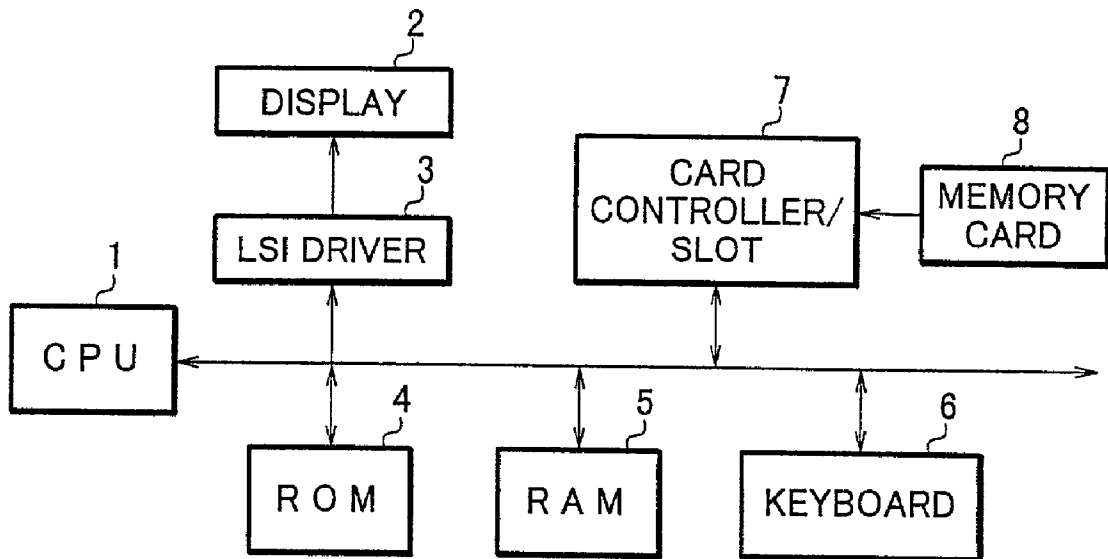 2
DISPLAY
3
LSI DRIVER
7
CARD
CONTROLLER/
SLOT
8
MEMORY
CARD
1
CPU
4
ROM
5
RAM
6
KEYBOARD